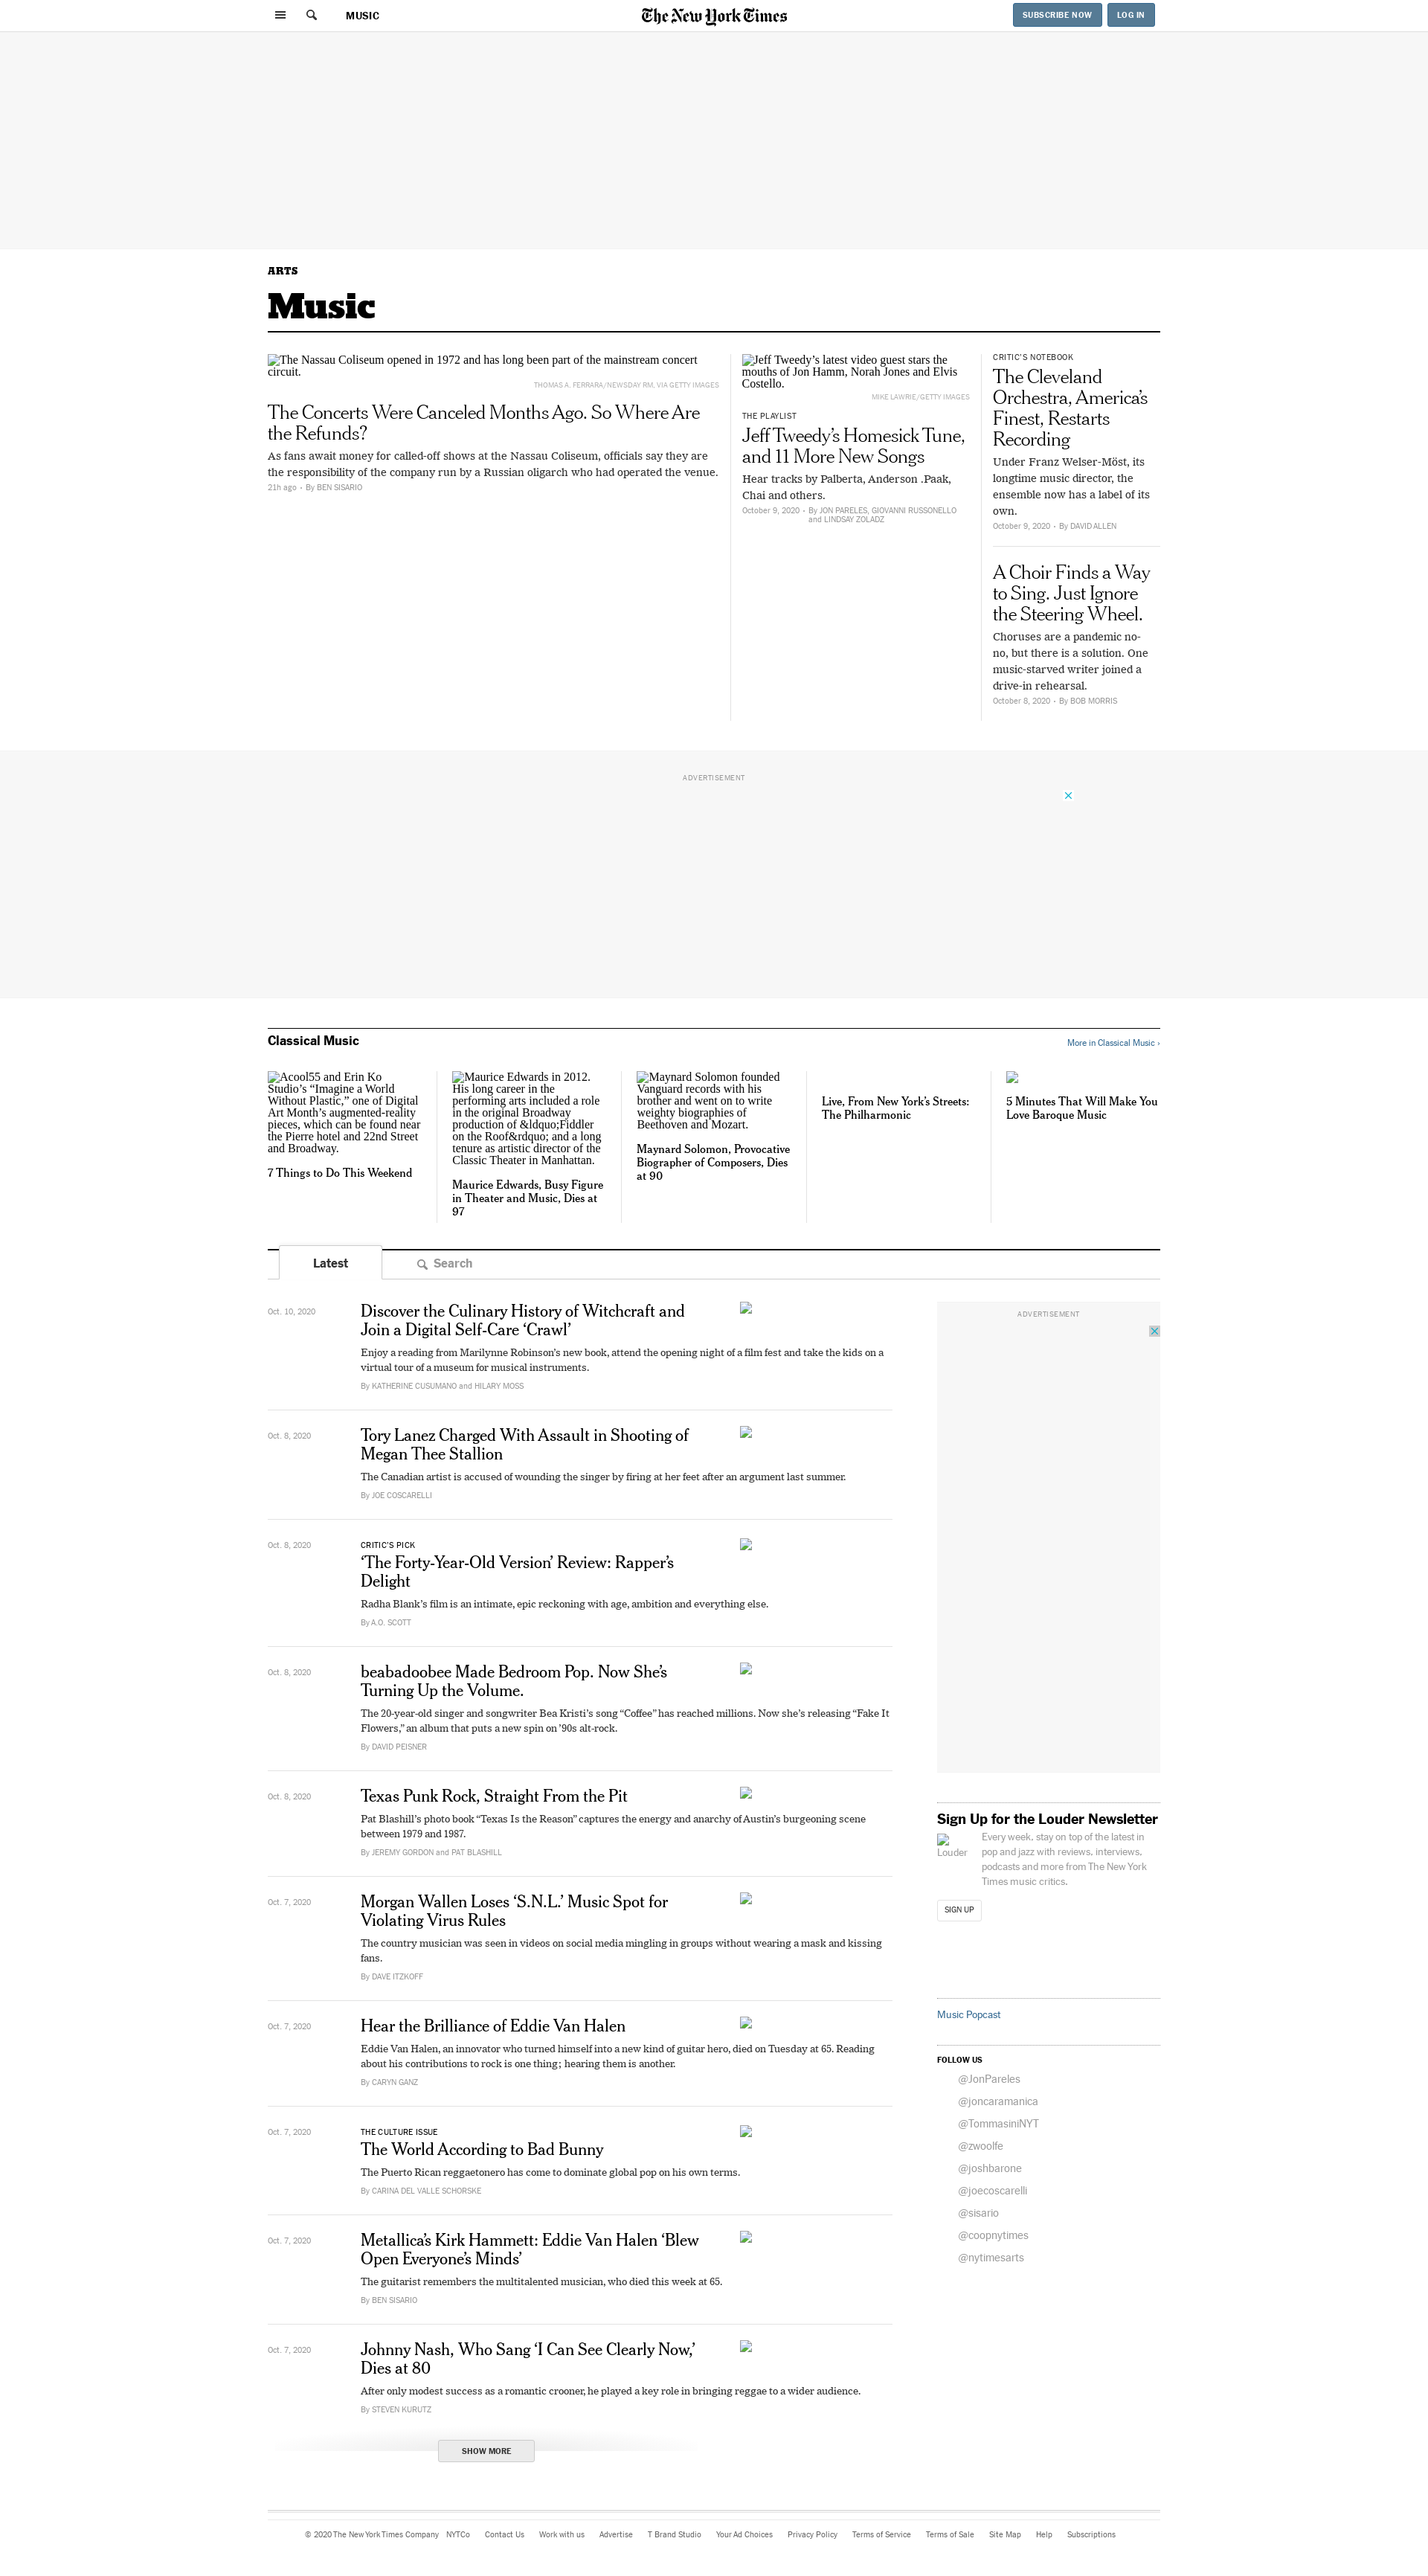 MUSIC
The New York Times
SUBSCRIBE NOW
LOG IN
ARTS
Music
The Nassau Coliseum opened in 1972 and has long been part of the mainstream concert
circuit.
THOMAS A. FERRARA/NEWSDAY RM, VIA GETTY IMAGES
The Concerts Were Canceled Months Ago. So Where Are
the Refunds?
As fans await money for called-off shows at the Nassau Coliseum, officials say they are
the responsibility of the company run by a Russian oligarch who had operated the venue.
21h ago • By BEN SISARIO
Jeff Tweedy’s latest video guest stars the
mouths of Jon Hamm, Norah Jones and Elvis
Costello.
MIKE LAWRIE/GETTY IMAGES
THE PLAYLIST
Jeff Tweedy’s Homesick Tune,
and 11 More New Songs
Hear tracks by Palberta, Anderson .Paak,
Chai and others.
October 9, 2020 • By JON PARELES, GIOVANNI RUSSONELLO
and LINDSAY ZOLADZ
CRITIC’S NOTEBOOK
The Cleveland
Orchestra, America’s
Finest, Restarts
Recording
Under Franz Welser-Möst, its
longtime music director, the
ensemble now has a label of its
own.
October 9, 2020 • By DAVID ALLEN
A Choir Finds a Way
to Sing. Just Ignore
the Steering Wheel.
Choruses are a pandemic no-
no, but there is a solution. One
music-starved writer joined a
drive-in rehearsal.
October 8, 2020 • By BOB MORRIS
ADVERTISEMENT
Classical Music
More in Classical Music ›
Acool55 and Erin Ko
Studio’s “Imagine a World
Without Plastic,” one of Digital
Art Month’s augmented-reality
pieces, which can be found near
the Pierre hotel and 22nd Street
and Broadway.
7 Things to Do This Weekend
Maurice Edwards in 2012.
His long career in the
performing arts included a role
in the original Broadway
production of &ldquo;Fiddler
on the Roof&rdquo; and a long
tenure as artistic director of the
Classic Theater in Manhattan.
Maurice Edwards, Busy Figure
in Theater and Music, Dies at
97
Maynard Solomon founded
Vanguard records with his
brother and went on to write
weighty biographies of
Beethoven and Mozart.
Maynard Solomon, Provocative
Biographer of Composers, Dies
at 90
Live, From New York’s Streets:
The Philharmonic
5 Minutes That Will Make You
Love Baroque Music
Latest
Search
Oct. 10, 2020
Discover the Culinary History of Witchcraft and
Join a Digital Self-Care ‘Crawl’
Enjoy a reading from Marilynne Robinson’s new book, attend the opening night of a film fest and take the kids on a
virtual tour of a museum for musical instruments.
By KATHERINE CUSUMANO and HILARY MOSS
Oct. 8, 2020
Tory Lanez Charged With Assault in Shooting of
Megan Thee Stallion
The Canadian artist is accused of wounding the singer by firing at her feet after an argument last summer.
By JOE COSCARELLI
Oct. 8, 2020
CRITIC’S PICK
‘The Forty-Year-Old Version’ Review: Rapper’s
Delight
Radha Blank’s film is an intimate, epic reckoning with age, ambition and everything else.
By A.O. SCOTT
Oct. 8, 2020
beabadoobee Made Bedroom Pop. Now She’s
Turning Up the Volume.
The 20-year-old singer and songwriter Bea Kristi’s song “Coffee” has reached millions. Now she’s releasing “Fake It
Flowers,” an album that puts a new spin on ’90s alt-rock.
By DAVID PEISNER
Oct. 8, 2020
Texas Punk Rock, Straight From the Pit
Pat Blashill’s photo book “Texas Is the Reason” captures the energy and anarchy of Austin’s burgeoning scene
between 1979 and 1987.
By JEREMY GORDON and PAT BLASHILL
Oct. 7, 2020
Morgan Wallen Loses ‘S.N.L.’ Music Spot for
Violating Virus Rules
The country musician was seen in videos on social media mingling in groups without wearing a mask and kissing
fans.
By DAVE ITZKOFF
Oct. 7, 2020
Hear the Brilliance of Eddie Van Halen
Eddie Van Halen, an innovator who turned himself into a new kind of guitar hero, died on Tuesday at 65. Reading
about his contributions to rock is one thing; hearing them is another.
By CARYN GANZ
Oct. 7, 2020
THE CULTURE ISSUE
The World According to Bad Bunny
The Puerto Rican reggaetonero has come to dominate global pop on his own terms.
By CARINA DEL VALLE SCHORSKE
Oct. 7, 2020
Metallica’s Kirk Hammett: Eddie Van Halen ‘Blew
Open Everyone’s Minds’
The guitarist remembers the multitalented musician, who died this week at 65.
By BEN SISARIO
Oct. 7, 2020
Johnny Nash, Who Sang ‘I Can See Clearly Now,’
Dies at 80
After only modest success as a romantic crooner, he played a key role in bringing reggae to a wider audience.
By STEVEN KURUTZ
SHOW MORE
ADVERTISEMENT
Sign Up for the Louder Newsletter
Louder
Every week, stay on top of the latest in
pop and jazz with reviews, interviews,
podcasts and more from The New York
Times music critics.
SIGN UP
Music Popcast
FOLLOW US
@JonPareles
@joncaramanica
@TommasiniNYT
@zwoolfe
@joshbarone
@joecoscarelli
@sisario
@coopnytimes
@nytimesarts
© 2020 The New York Times Company NYTCo Contact Us Work with us Advertise T Brand Studio Your Ad Choices Privacy Policy Terms of Service Terms of Sale Site Map Help Subscriptions